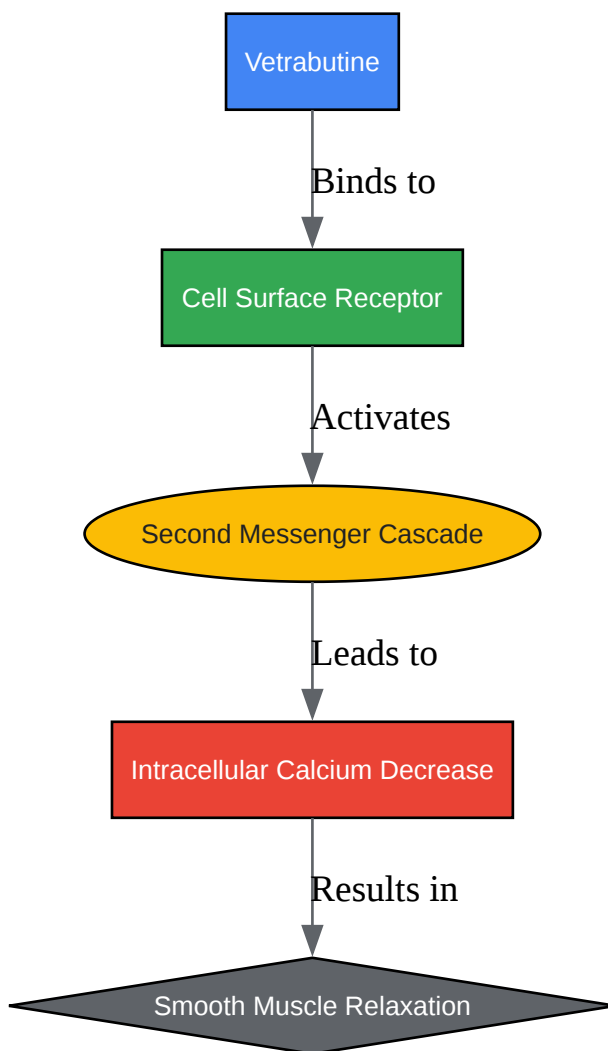 Vetrabutine
Binds to
Cell Surface Receptor
Activates
Second Messenger Cascade
Leads to
Intracellular Calcium Decrease
Results in
Smooth Muscle Relaxation